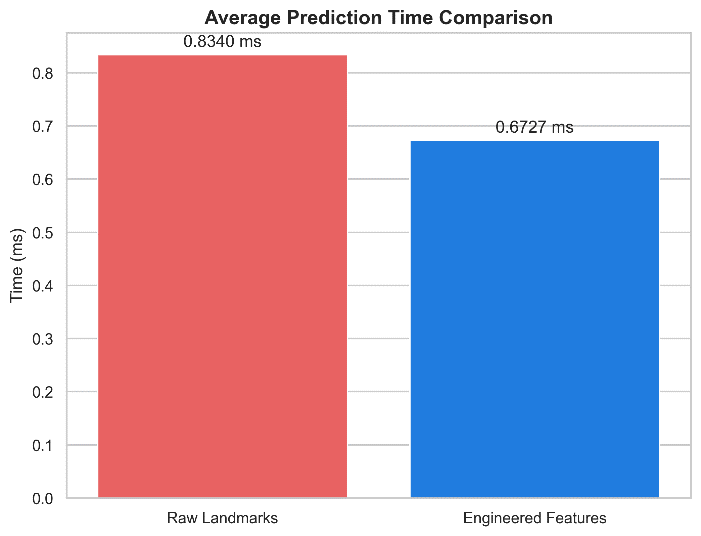 Average Prediction Time Comparison
0.8340 ms
0.6727 ms
Time (ms)
0.8
0.7
0.6
0.5
0.4
0.3
0.2
0.1
0.0
Raw Landmarks
Engineered Features